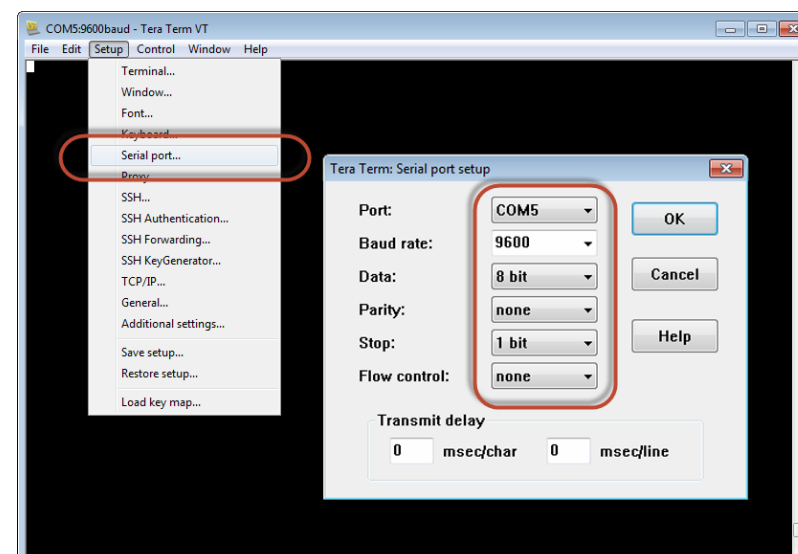 COM5:9600baud - Tera Term VT
File Edit Setup Control Window Help
Terminal...
Window...
Font...
Keyboard...
Serial port...
Proxy...
SSH...
SSH Authentication...
SSH Forwarding...
SSH KeyGenerator...
TCP/IP...
General...
Additional settings...
Save setup...
Restore setup...
Load key map...
Tera Term: Serial port setup
Port: COM5 OK
Baud rate: 9600
Data: 8 bit Cancel
Parity: none
Stop: 1 bit Help
Flow control: none
Transmit delay
0 msec/char 0 msec/line